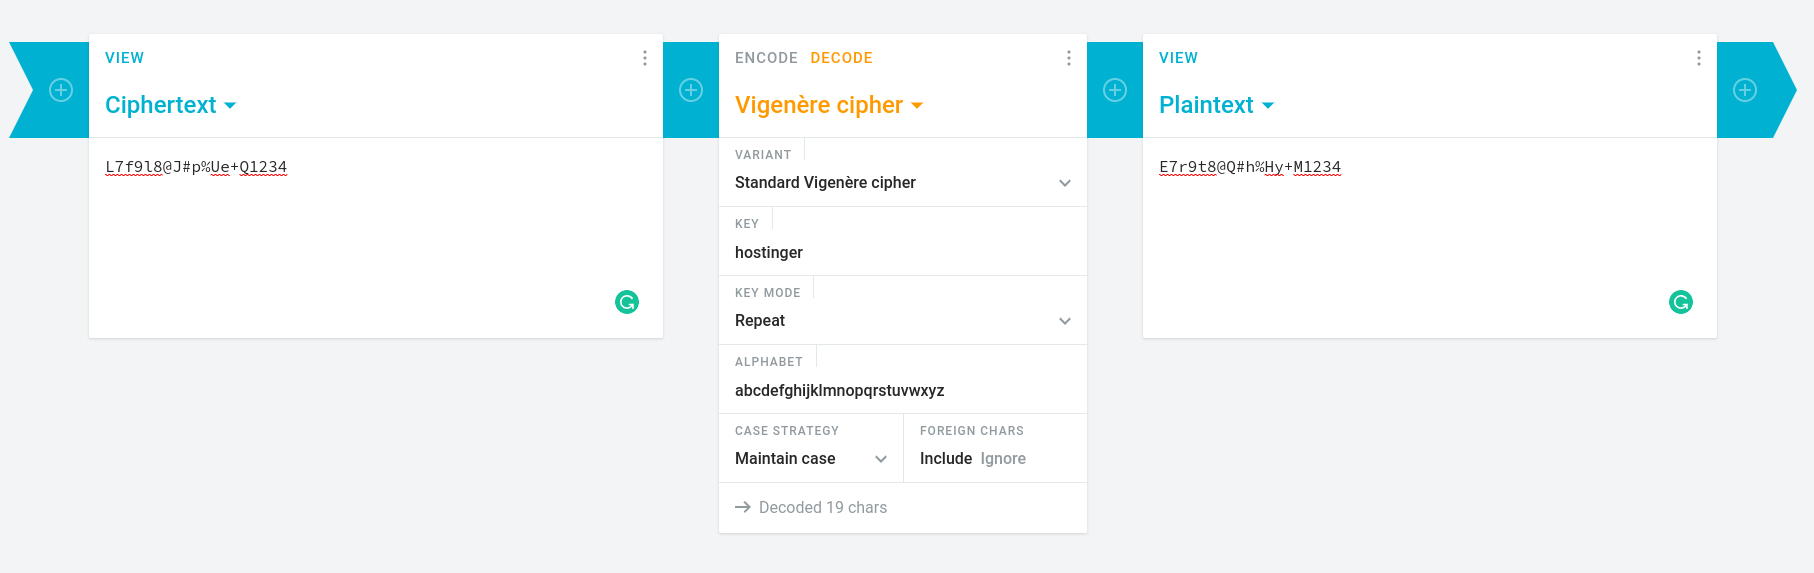 VIEW
Ciphertext
L7f9l8@J#p%Ue+Q1234
ENCODE DECODE
Vigenère cipher
VARIANT
Standard Vigenère cipher
KEY
hostinger
KEY MODE
Repeat
ALPHABET
abcdefghijklmnopqrstuvwxyz
CASE STRATEGY
Maintain case
FOREIGN CHARS
Include Ignore
Decoded 19 chars
VIEW
Plaintext
E7r9t8@Q#h%Hy+M1234